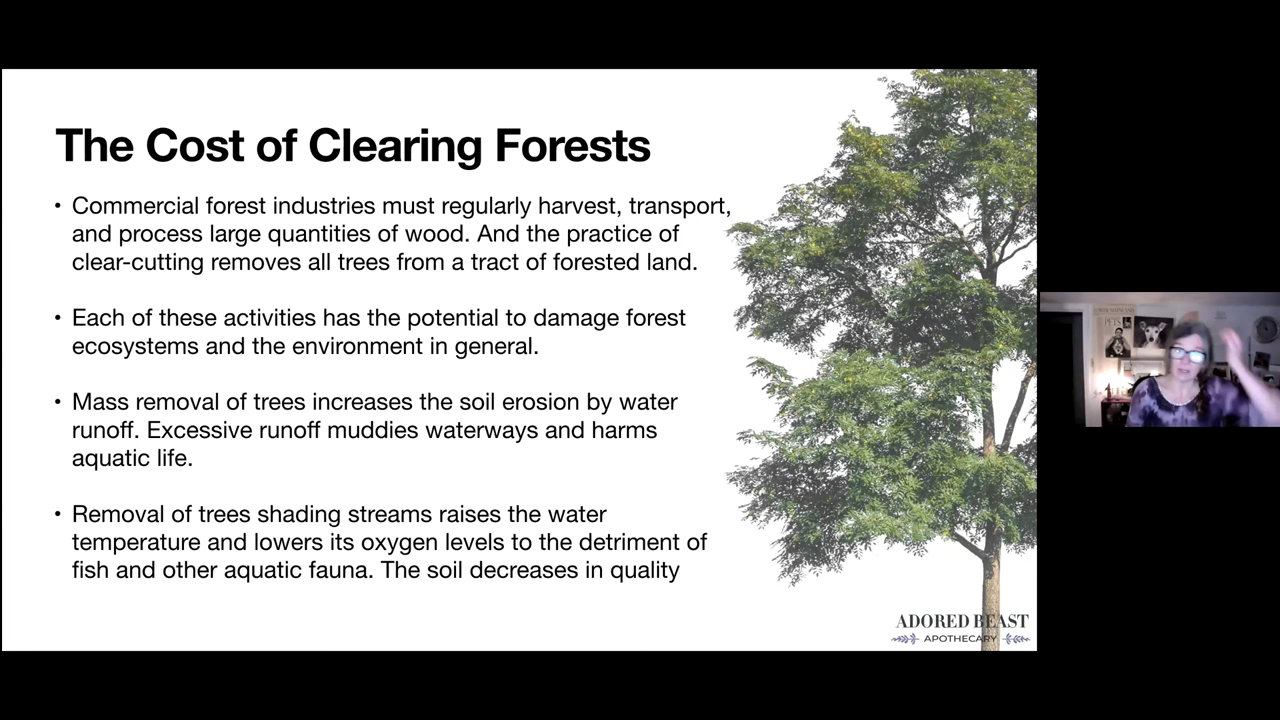 The Cost of Clearing Forests
• Commercial forest industries must regularly harvest, transport,
and process large quantities of wood. And the practice of
clear-cutting removes all trees from a tract of forested land.
• Each of these activities has the potential to damage forest
ecosystems and the environment in general.
• Mass removal of trees increases the soil erosion by water
runoff. Excessive runoff muddies waterways and harms
aquatic life.
• Removal of trees shading streams raises the water
temperature and lowers its oxygen levels to the detriment of
fish and other aquatic fauna. The soil decreases in quality
ADORED BEAST
APOTHECARY
PETS